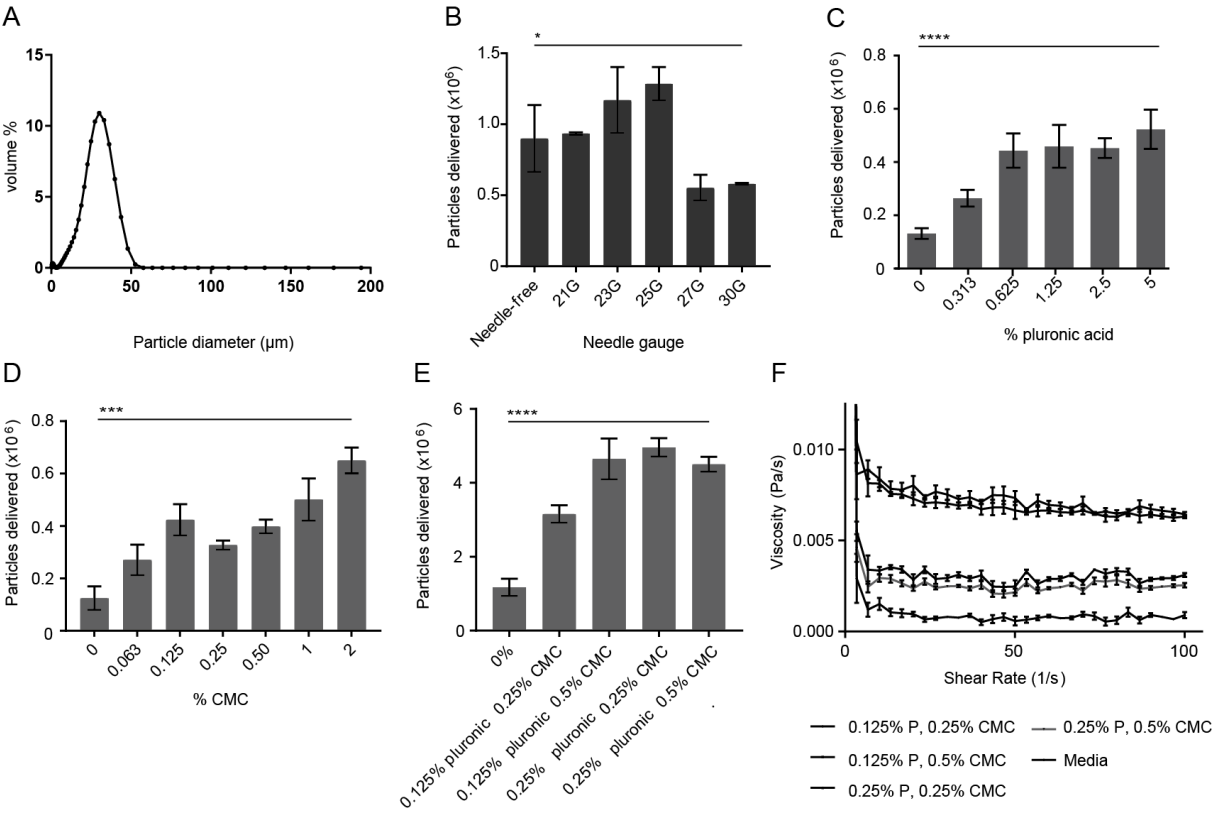 A
volume %
15
10
5
0
0 50 100 150 200
Particle diameter (µm)
B
*
Particles delivered (x10⁶)
1.5
1.0
0.5
0
Needle-free 21G 23G 25G 27G 30G
Needle gauge
C
****
Particles delivered (x10⁶)
0.8
0.6
0.4
0.2
0
0 0.313 0.625 1.25 2.5 5
% pluronic acid
D
***
Particles delivered (x10⁶)
0.8
0.6
0.4
0.2
0
0 0.063 0.125 0.25 0.50 1 2
% CMC
E
****
Particles delivered (x10⁶)
6
4
2
0
0%
0.125% pluronic 0.25% CMC
0.125% pluronic 0.5% CMC
0.25% pluronic 0.25% CMC
0.25% pluronic 0.5% CMC
.
F
Viscosity (Pa/s)
0.010
0.005
0.000
0 50 100
Shear Rate (1/s)
0.125% P, 0.25% CMC
0.125% P, 0.5% CMC
0.25% P, 0.25% CMC
0.25% P, 0.5% CMC
Media